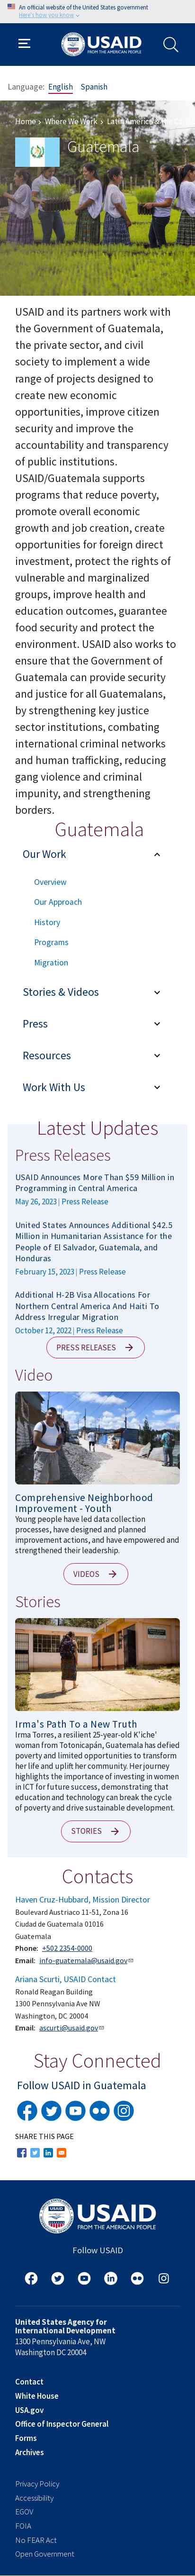 An official website of the United States government
Here's how you know
USAID
FROM THE AMERICAN PEOPLE
Language: English Spanish
Home › Where We Work › Latin America &
Guatemala
USAID and its partners work with
the Government of Guatemala,
the private sector, and civil
society to implement a wide
range of projects designed to
create new economic
opportunities, improve citizen
security and improve the
accountability and transparency
of public institutions.
USAID/Guatemala supports
programs that reduce poverty,
promote overall economic
growth and job creation, create
opportunities for foreign direct
investment, protect the rights of
vulnerable and marginalized
groups, improve health and
education outcomes, guarantee
food security and protect the
environment. USAID also works to
ensure the Government of
Guatemala can provide security
and justice for all Guatemalans,
strengthening key justice sector
institutions, combating
international criminal networks
and human trafficking, reducing
gang violence and criminal
impunity, and strengthening
borders.
Guatemala
Our Work
Overview
Our Approach
History
Programs
Migration
Stories & Videos
Press
Resources
Work With Us
Latest Updates
Press Releases
USAID Announces More Than $59 Million
in Programming in Central America
May 26, 2023 | Press Release
United States Announces Additional $42.5
Million in Humanitarian Assistance for the
People of El Salvador, Guatemala, and
Honduras
February 15, 2023 | Press Release
Additional H-2B Visa Allocations For
Northern Central America And Haiti To
Address Irregular Migration
October 12, 2022 | Press Release
PRESS RELEASES
Video
Comprehensive Neighborhood
Improvement - Youth
Young people have led data collection
processes, have designed and planned
improvement actions, and have empowered and
strengthened their leadership.
VIDEOS
Stories
Irma's Path To a New Truth
Irma Torres, a resilient 25-year-old K'iche'
woman from Totonicapán, Guatemala has defied
poverty and limited opportunities to transform
her life and uplift her community. Her journey
highlights the importance of investing in women
in ICT for future success, demonstrating that
education and access can break the cycle
of poverty and drive sustainable development.
STORIES
Contacts
Haven Cruz-Hubbard, Mission Director
Boulevard Austriaco 11-51, Zona 16
Ciudad de Guatemala 01016
Guatemala
Phone: +502 2354-0000
Email: info-guatemala@usaid.gov
Ariana Scurti, USAID Contact
Ronald Reagan Building
1300 Pennsylvania Ave NW
Washington, DC 20004
Email: ascurti@usaid.gov
Stay Connected
Follow USAID in Guatemala
SHARE THIS PAGE
USAID
FROM THE AMERICAN PEOPLE
Follow USAID
United States Agency for
International Development
1300 Pennsylvania Ave, NW
Washington DC 20004
Contact
White House
USA.gov
Office of Inspector General
Forms
Archives
Privacy Policy
Accessibility
EGOV
FOIA
No FEAR Act
Open Government